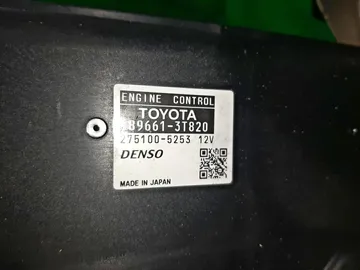 ENGINE CONTROL
TOYOTA
89661-3T820
275100-5253 12V
DENSO
MADE IN JAPAN